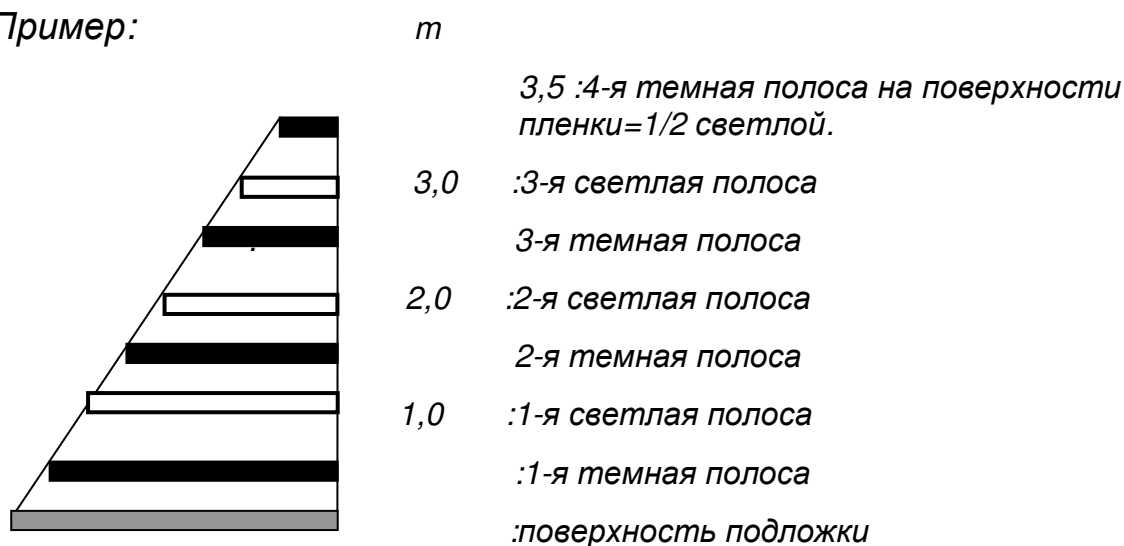 Пример: m
3,5 :4-я темная полоса на поверхности
пленки=1/2 светлой.
3,0 :3-я светлая полоса
3-я темная полоса
2,0 :2-я светлая полоса
2-я темная полоса
1,0 :1-я светлая полоса
:1-я темная полоса
:поверхность подложки